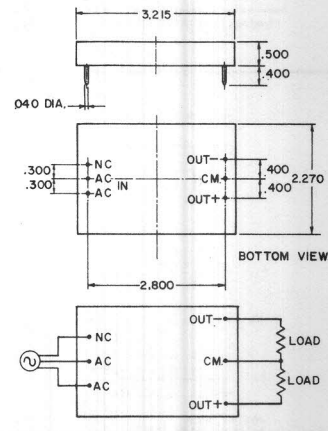 3.215
.500
.400
.040 DIA.
NC
AC
IN
AC
.300
.300
OUT-
CM.
OUT+
.400
.400
2.270
BOTTOM VIEW
2.800
NC
AC
AC
OUT-
CM.
OUT+
LOAD
LOAD